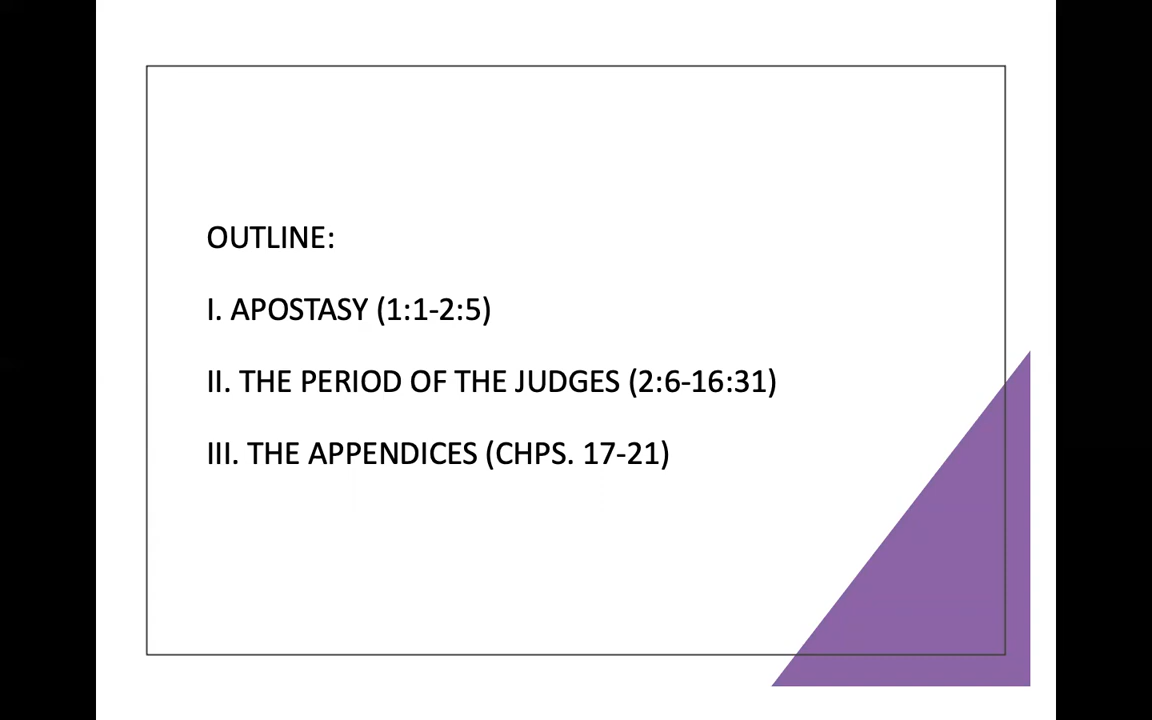 OUTLINE:
I. APOSTASY (1:1-2:5)
II. THE PERIOD OF THE JUDGES (2:6-16:31)
III. THE APPENDICES (CHPS. 17-21)